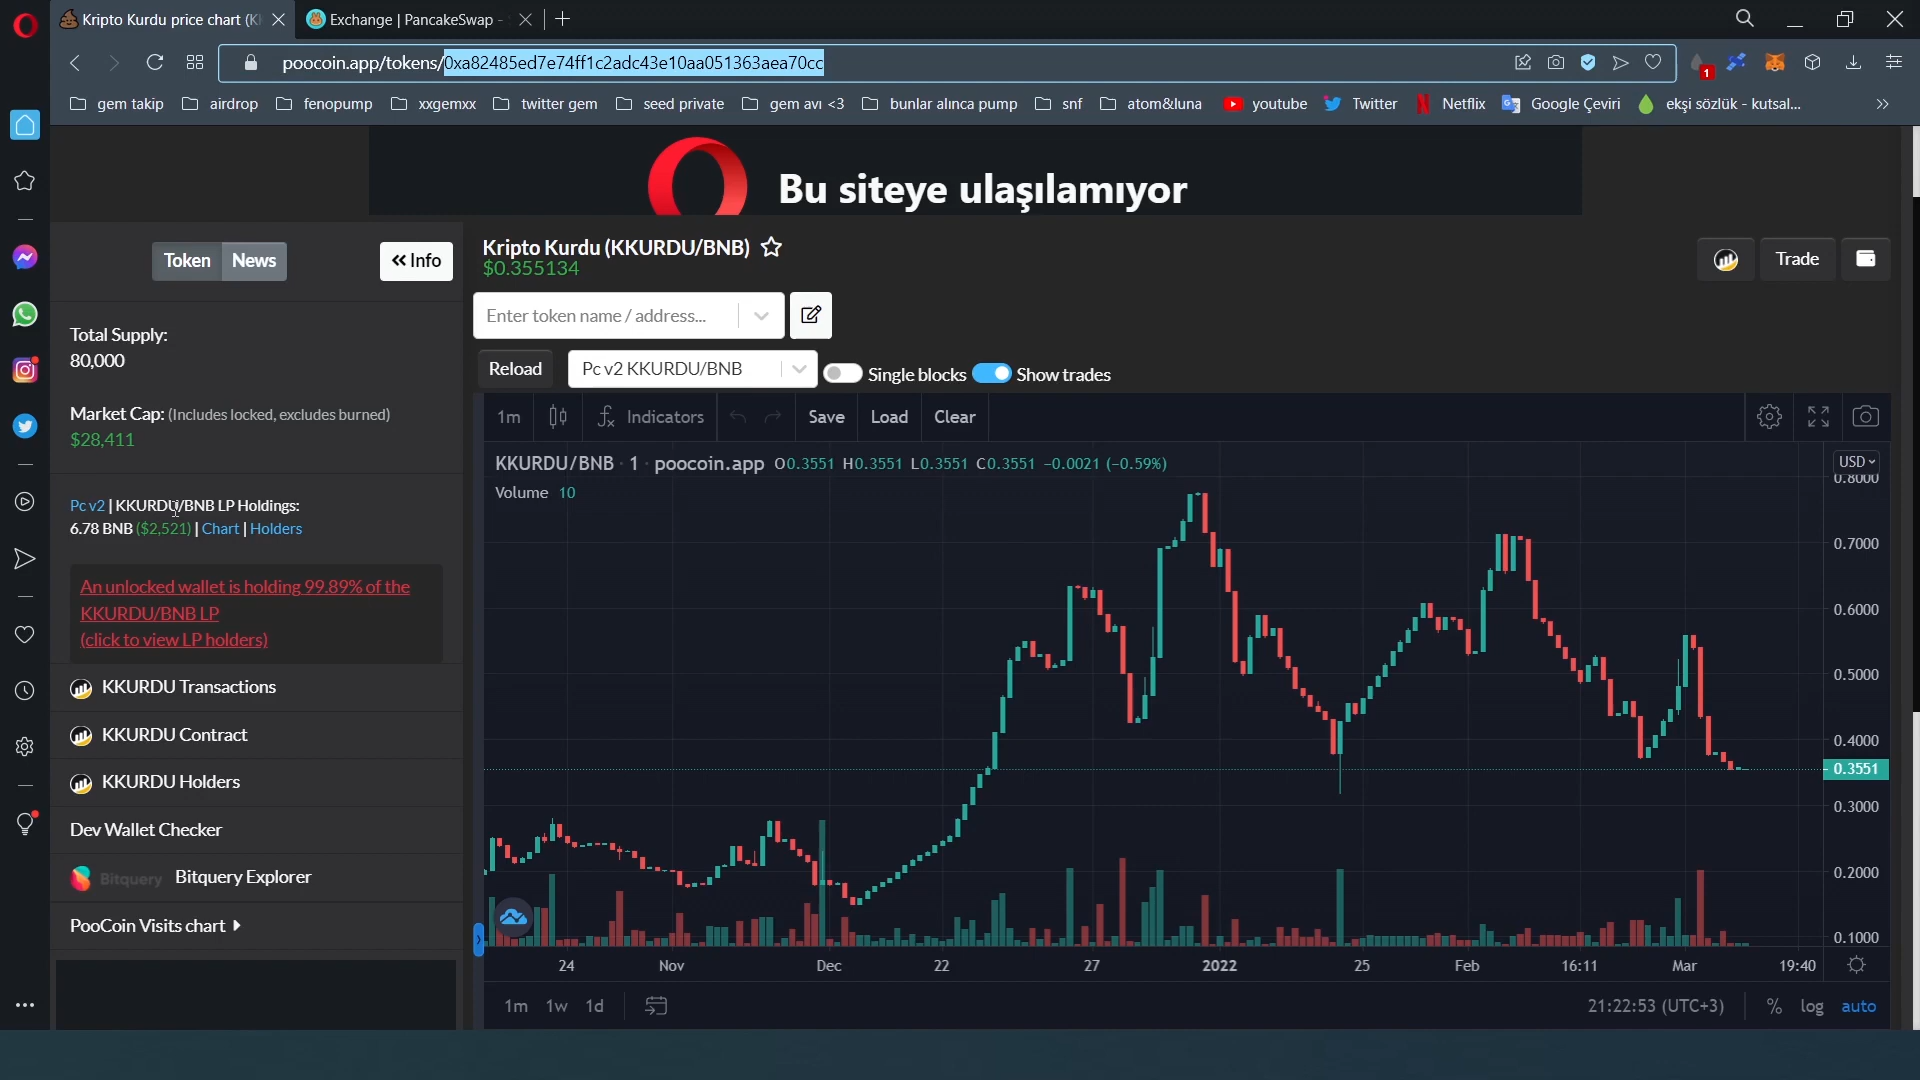 Kripto Kurdu price chart (K
Exchange | PancakeSwap -
poocoin.app/tokens/0xa82485ed7e74ff1c2adc43e10aa051363aea70cc
1
gem takip
airdrop
fenopump
xxgemxx
twitter gem
seed private
gem avı <3
bunlar alınca pump
snf
atom&luna
youtube
Twitter
Netflix
Google Çeviri
ekşi sözlük - kutsal...
Bu siteye ulaşılamıyor
Token
News
Info
Total Supply:
80,000
Market Cap: (Includes locked, excludes burned)
$28,411
Pc v2 | KKURDU/BNB LP Holdings:
6.78 BNB ($2,521) | Chart | Holders
An unlocked wallet is holding 99.89% of the
KKURDU/BNB LP
(click to view LP holders)
KKURDU Transactions
KKURDU Contract
KKURDU Holders
Dev Wallet Checker
Bitquery Bitquery Explorer
PooCoin Visits chart
Kripto Kurdu (KKURDU/BNB)
$0.355134
Trade
Enter token name / address...
Reload
Pc v2 KKURDU/BNB
Single blocks
Show trades
1m
Indicators
Save
Load
Clear
KKURDU/BNB · 1 · poocoin.app O0.3551 H0.3551 L0.3551 C0.3551 −0.0021 (−0.59%)
Volume 10
USD
0.8000
0.7000
0.6000
0.5000
0.4000
0.3551
0.3000
0.2000
0.1000
24
Nov
Dec
22
27
2022
25
Feb
16:11
Mar
19:40
1m
1w
1d
21:22:53 (UTC+3)
%
log
auto